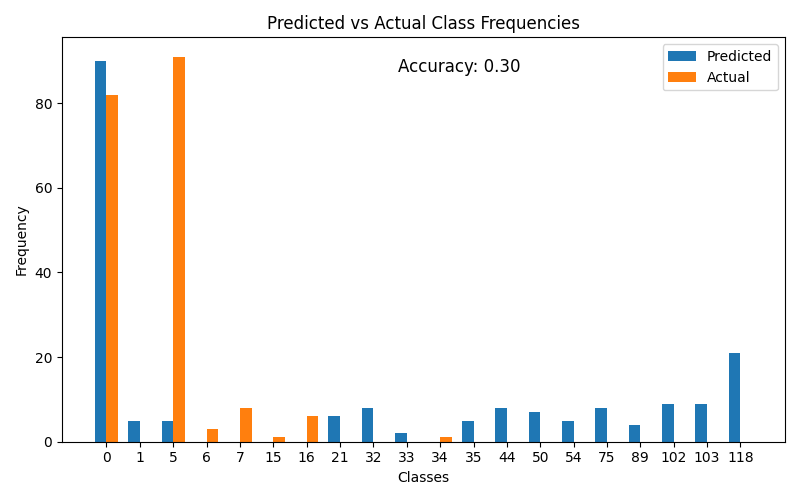 Predicted vs Actual Class Frequencies
Accuracy: 0.30
Predicted
Actual
Frequency
80
60
40
20
0
0 1 5 6 7 15 16 21 32 33 34 35 44 50 54 75 89 102 103 118
Classes